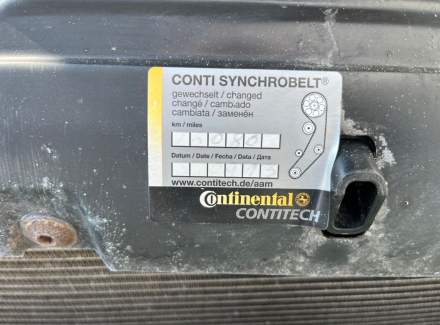 CONTI SYNCHROBELT®
gewechselt / changed
changé / cambiado
cambiata / заменён
km / miles
Datum / Date / Fecha / Data / Дата
www.contitech.de/aam
Continental
CONTITECH